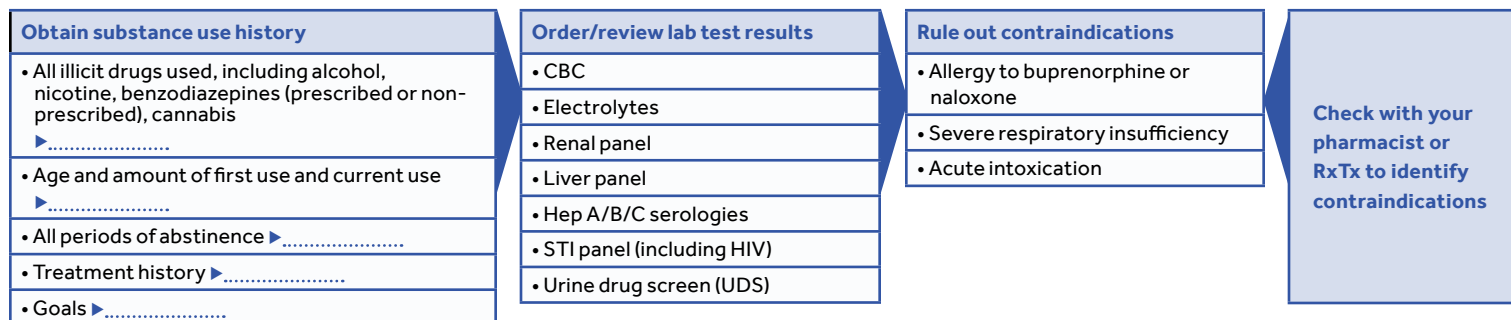 Obtain substance use history
• All illicit drugs used, including alcohol,
nicotine, benzodiazepines (prescribed or non-
prescribed), cannabis
▶....................
• Age and amount of first use and current use
▶....................
• All periods of abstinence ▶....................
• Treatment history ▶....................
• Goals ▶....................
Order/review lab test results
• CBC
• Electrolytes
• Renal panel
• Liver panel
• Hep A/B/C serologies
• STI panel (including HIV)
• Urine drug screen (UDS)
Rule out contraindications
• Allergy to buprenorphine or
naloxone
• Severe respiratory insufficiency
• Acute intoxication
Check with your
pharmacist or
RxTx to identify
contraindications